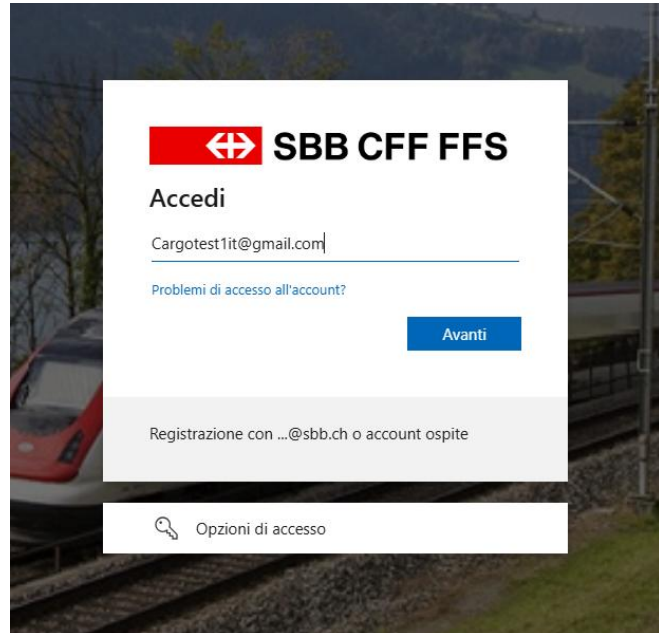 SBB CFF FFS
Accedi
Cargotest1it@gmail.com
Problemi di accesso all'account?
Avanti
Registrazione con ...@sbb.ch o account ospite
Opzioni di accesso